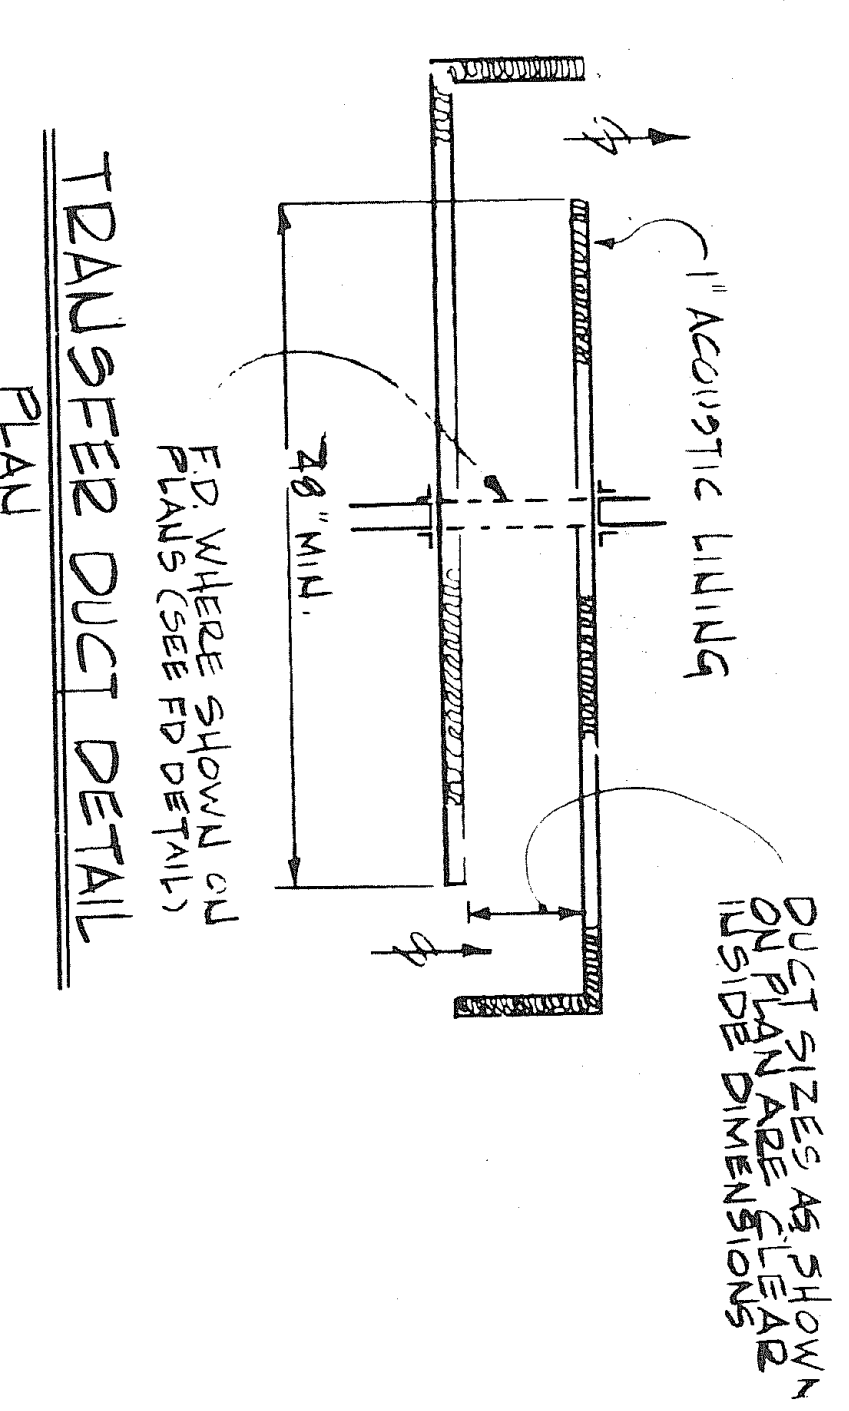 DUCT SIZES AS SHOWN
ON PLAN ARE CLEAR
INSIDE DIMENSIONS
1" ACOUSTIC LINING
MIN.
F.D. WHERE SHOWN ON
PLANS (SEE FD DETAIL)
TRANSFER DUCT DETAIL
PLAN